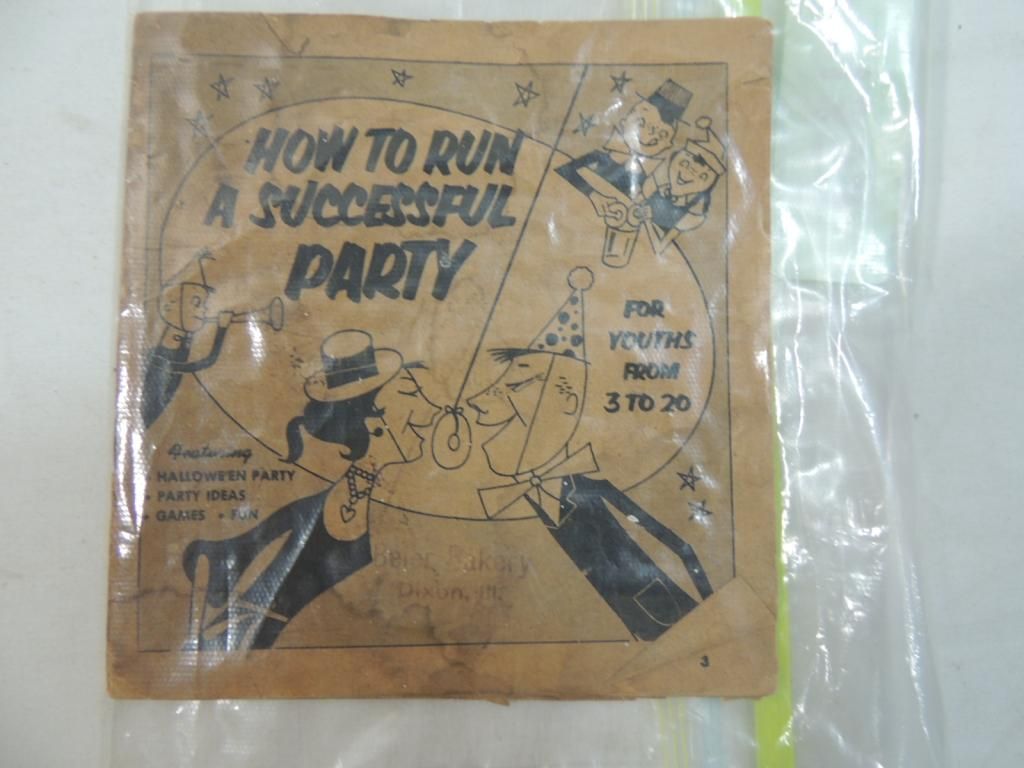 HOW TO RUN
A SUCCESSFUL
PARTY
FOR
YOUTHS
FROM
3 TO 20
Featuring
• HALLOWE'EN PARTY
• PARTY IDEAS
• GAMES • FUN
Beier Bakery
Dixon, Ill.
3